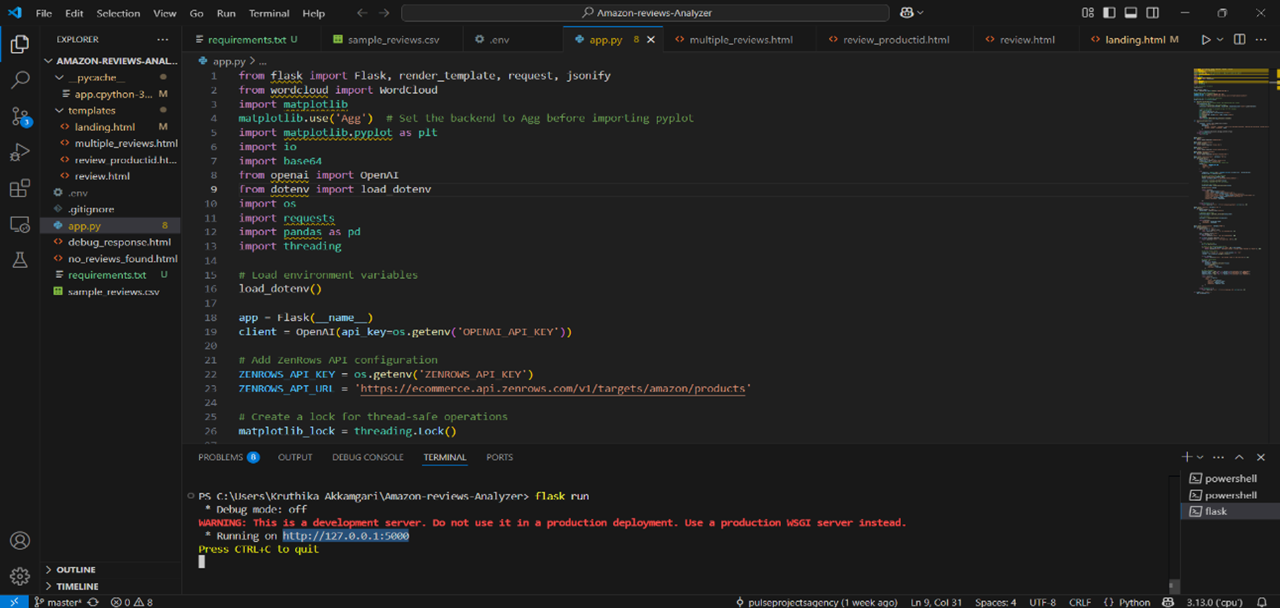 File Edit Selection View Go Run Terminal Help
Amazon-reviews-Analyzer
EXPLORER
AMAZON-REVIEWS-ANAL...
__pycache__
app.cpython-3... M
templates
landing.html M
multiple_reviews.html
review_productid.ht...
review.html
.env
.gitignore
app.py 8
debug_response.html
no_reviews_found.html
requirements.txt U
sample_reviews.csv
OUTLINE
TIMELINE
requirements.txt U sample_reviews.csv .env app.py 8 multiple_reviews.html review_productid.html review.html landing.html M
app.py > ...
1 from flask import Flask, render_template, request, jsonify
2 from wordcloud import WordCloud
3 import matplotlib
4 matplotlib.use('Agg') # Set the backend to Agg before importing pyplot
5 import matplotlib.pyplot as plt
6 import io
7 import base64
8 from openai import OpenAI
9 from dotenv import load_dotenv
10 import os
11 import requests
12 import pandas as pd
13 import threading
14
15 # Load environment variables
16 load_dotenv()
17
18 app = Flask(__name__)
19 client = OpenAI(api_key=os.getenv('OPENAI_API_KEY'))
20
21 # Add ZenRows API configuration
22 ZENROWS_API_KEY = os.getenv('ZENROWS_API_KEY')
23 ZENROWS_API_URL = 'https://ecommerce.api.zenrows.com/v1/targets/amazon/products'
24
25 # Create a lock for thread-safe operations
26 matplotlib_lock = threading.Lock()
PROBLEMS 8 OUTPUT DEBUG CONSOLE TERMINAL PORTS
PS C:\Users\Kruthika Akkamgari\Amazon-reviews-Analyzer> flask run
* Debug mode: off
WARNING: This is a development server. Do not use it in a production deployment. Use a production WSGI server instead.
* Running on http://127.0.0.1:5000
Press CTRL+C to quit
powershell
powershell
flask
master* 0 8 pulseprojectsagency (1 week ago) Ln 9, Col 31 Spaces: 4 UTF-8 CRLF {} Python 3.13.0 ('cpu')